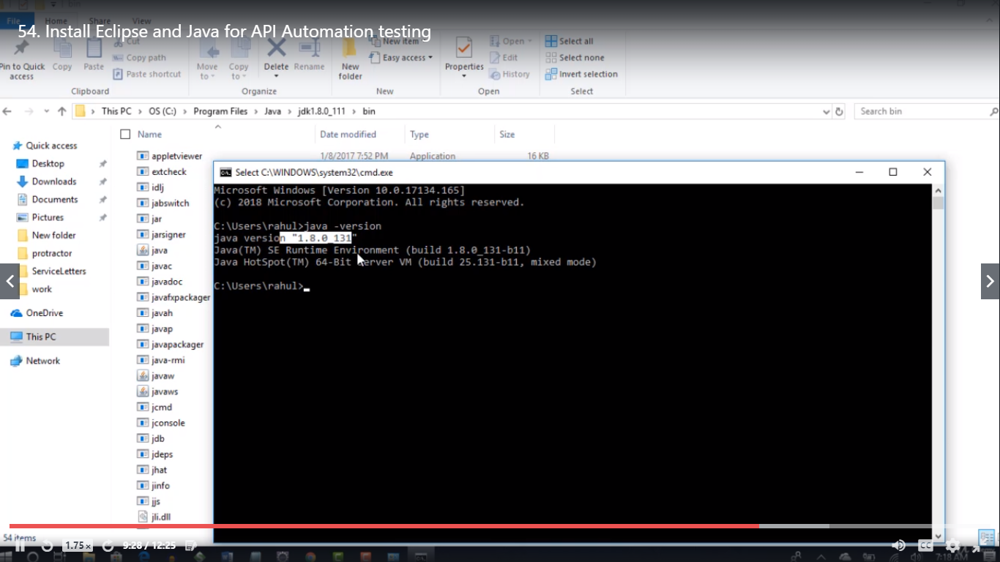 bin
File
Home
Share
View
54. Install Eclipse and Java for API Automation testing
Pin to Quick access
Copy
Paste
Cut
Copy path
Paste shortcut
Clipboard
Move to
Copy to
Delete
Rename
Organize
New folder
New item
Easy access
New
Properties
Open
Edit
History
Open
Select all
Select none
Invert selection
Select
This PC > OS (C:) > Program Files > Java > jdk1.8.0_111 > bin
Search bin
Name
Date modified
Type
Size
Quick access
Desktop
Downloads
Documents
Pictures
New folder
protractor
ServiceLetters
work
OneDrive
This PC
Network
appletviewer 1/8/2017 7:52 PM Application 16 KB
extcheck
idlj
jabswitch
jar
jarsigner
java
javac
javadoc
javafxpackager
javah
javap
javapackager
java-rmi
javaw
javaws
jcmd
jconsole
jdb
jdeps
jhat
jinfo
jjs
jli.dll
Select C:\WINDOWS\system32\cmd.exe
Microsoft Windows [Version 10.0.17134.165]
(c) 2018 Microsoft Corporation. All rights reserved.
C:\Users\rahul>java -version
java version "1.8.0_131"
Java(TM) SE Runtime Environment (build 1.8.0_131-b11)
Java HotSpot(TM) 64-Bit Server VM (build 25.131-b11, mixed mode)
C:\Users\rahul>
54 items
1.75x
9:28 / 12:25
CC
7:18 AM